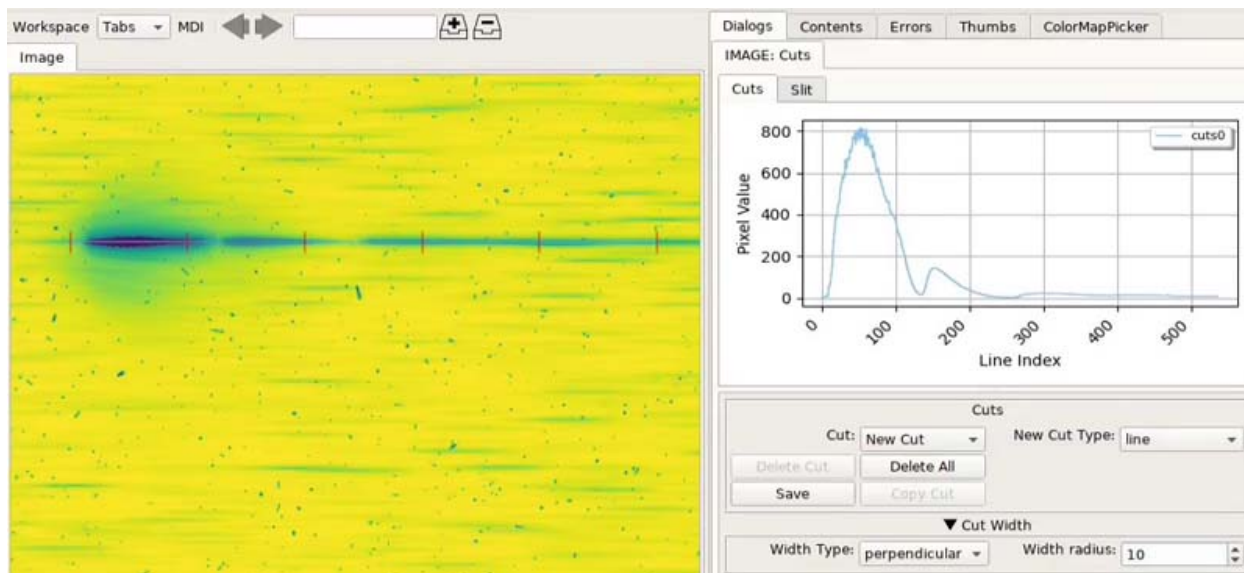 Workspace Tabs MDI
Image
Dialogs Contents Errors Thumbs ColorMapPicker
IMAGE: Cuts
Cuts Slit
cuts0
800
600
400
200
0
Pixel Value
0 100 200 300 400 500
Line Index
Cuts
Cut: New Cut New Cut Type: line
Delete Cut Delete All
Save Copy Cut
Cut Width
Width Type: perpendicular Width radius: 10